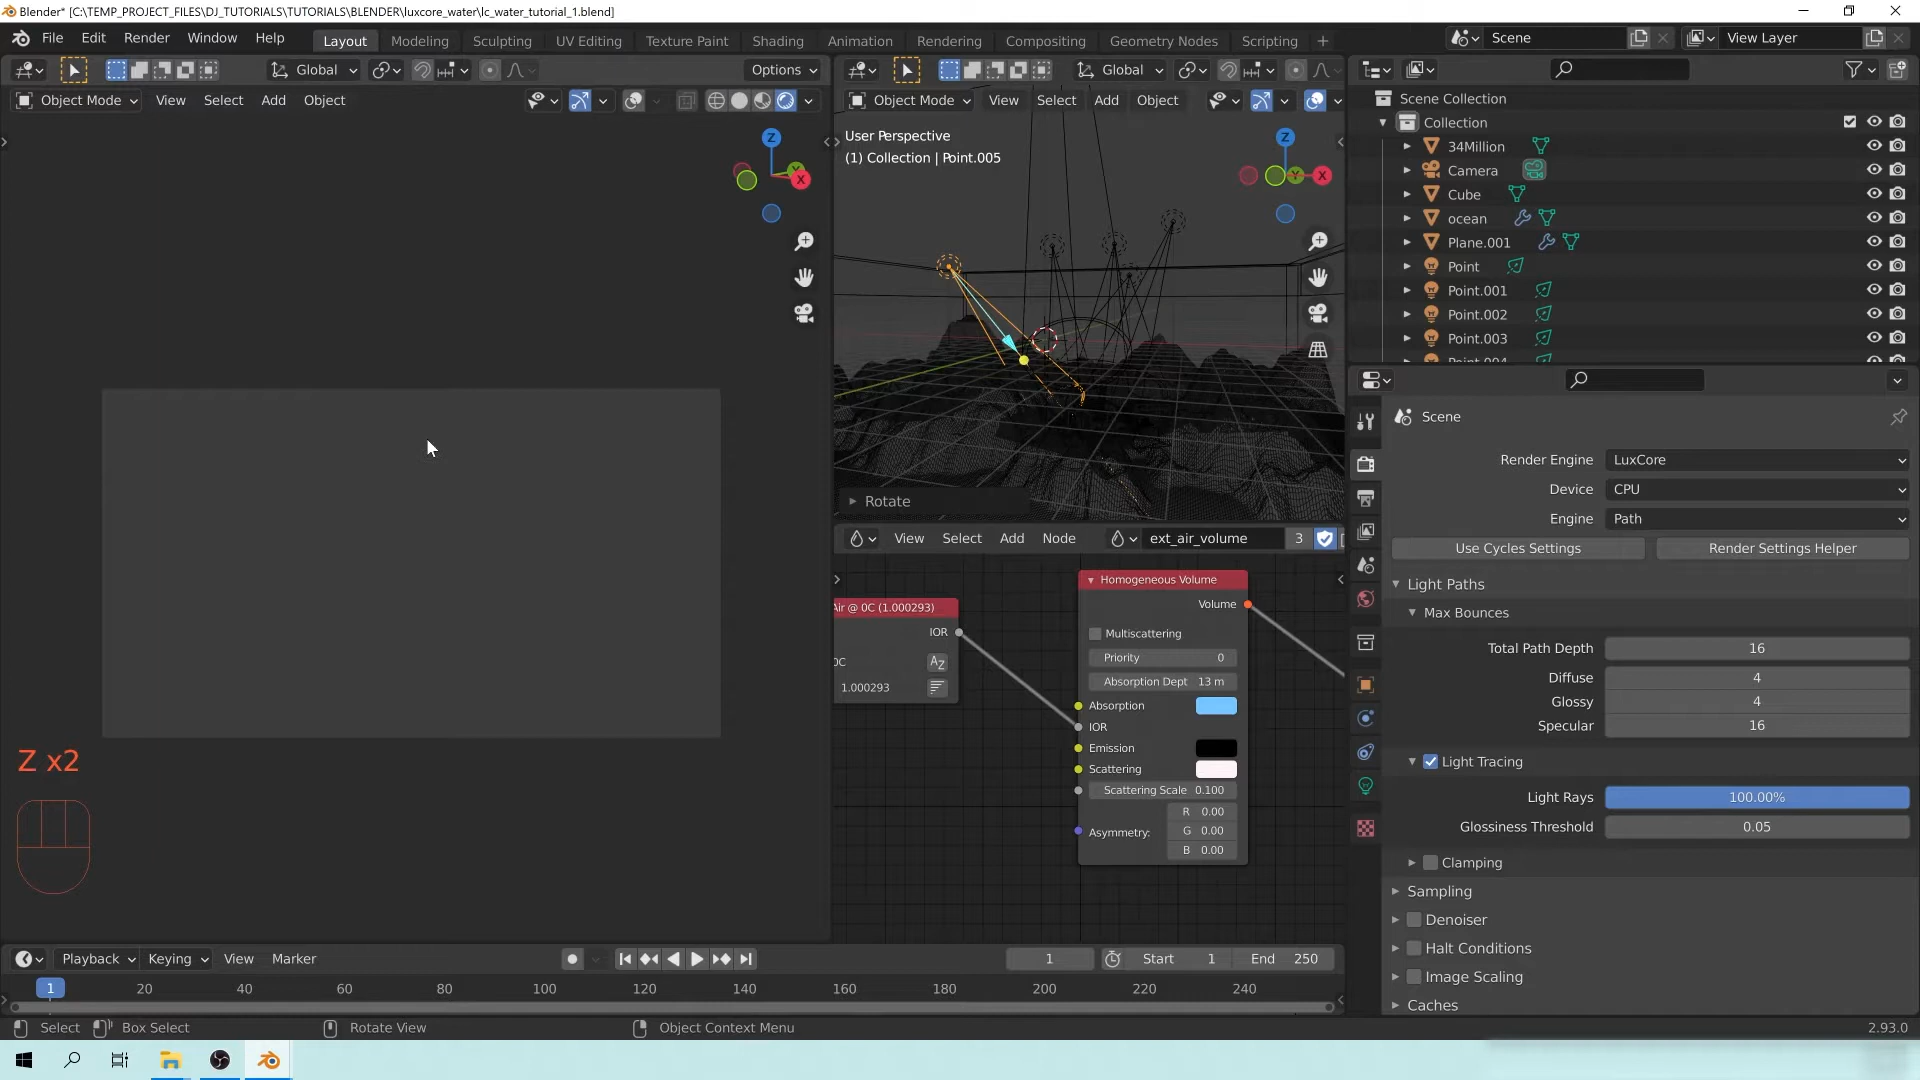 Blender* [C:\TEMP_PROJECT_FILES\DJ_TUTORIALS\TUTORIALS\BLENDER\luxcore_water\lc_water_tutorial_1.blend]
File Edit Render Window Help Layout Modeling Sculpting UV Editing Texture Paint Shading Animation Rendering Compositing Geometry Nodes Scripting + Scene View Layer
Global Options Global
Object Mode View Select Add Object Object Mode View Select Add Object
Scene Collection
Collection
34Million
Camera
Cube
ocean
Plane.001
Point
Point.001
Point.002
Point.003
Point.004
Z
X
User Perspective
(1) Collection | Point.005
Z
Y
X
Rotate
View Select Add Node ext_air_volume 3
Air @ 0C (1.000293)
IOR
0C
1.000293
Homogeneous Volume
Volume
Multiscattering
Priority 0
Absorption Dept 13 m
Absorption
IOR
Emission
Scattering
Scattering Scale 0.100
Asymmetry:
R 0.00
G 0.00
B 0.00
Scene
Render Engine LuxCore
Device CPU
Engine Path
Use Cycles Settings Render Settings Helper
Light Paths
Max Bounces
Total Path Depth 16
Diffuse 4
Glossy 4
Specular 16
Light Tracing
Light Rays 100.00%
Glossiness Threshold 0.05
Clamping
Sampling
Denoiser
Halt Conditions
Image Scaling
Caches
Z x2
Playback Keying View Marker 1 Start 1 End 250
1 20 40 60 80 100 120 140 160 180 200 220 240
Select Box Select Rotate View Object Context Menu 2.93.0